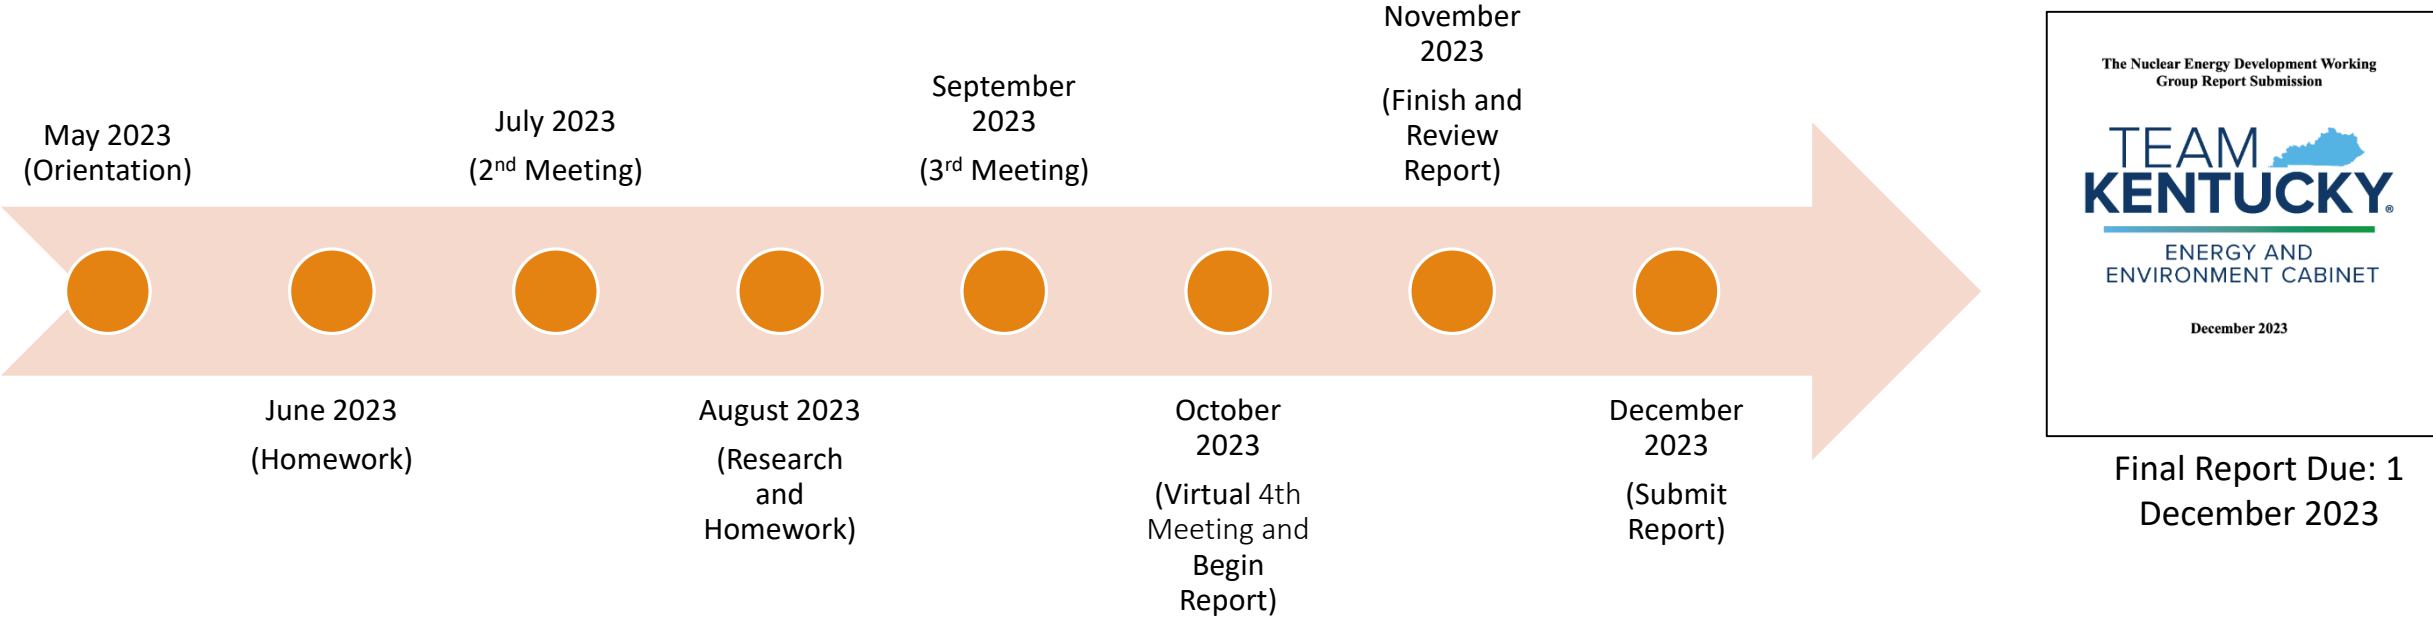 May 2023
(Orientation)
June 2023
(Homework)
July 2023
(2nd Meeting)
August 2023
(Research
and
Homework)
September
2023
(3rd Meeting)
October
2023
(Virtual 4th
Meeting and
Begin
Report)
November
2023
(Finish and
Review
Report)
December
2023
(Submit
Report)
The Nuclear Energy Development Working
Group Report Submission
TEAM
KENTUCKY®
ENERGY AND
ENVIRONMENT CABINET
December 2023
Final Report Due: 1
December 2023